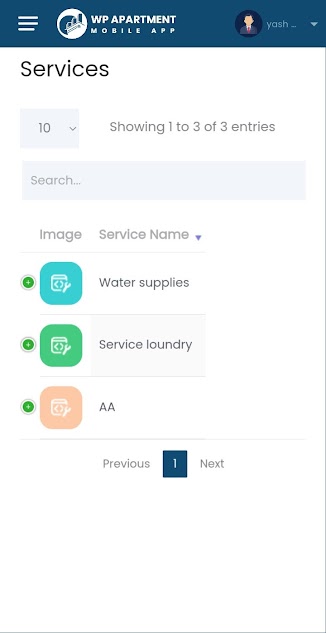 WP APARTMENT
MOBILE APP
yash ...
Services
10
Showing 1 to 3 of 3 entries
Search...
Image Service Name
Water supplies
Service loundry
AA
Previous 1 Next